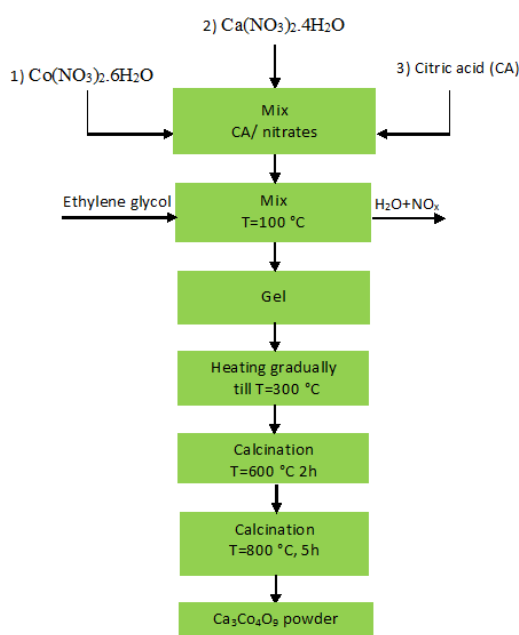 2) Ca(NO₃)₂.4H₂O
1) Co(NO₃)₂.6H₂O
3) Citric acid (CA)
Mix
CA/ nitrates
Ethylene glycol
Mix
T=100 °C
H₂O+NOₓ
Gel
Heating gradually
till T=300 °C
Calcination
T=600 °C 2h
Calcination
T=800 °C, 5h
Ca₃Co₄O₉ powder